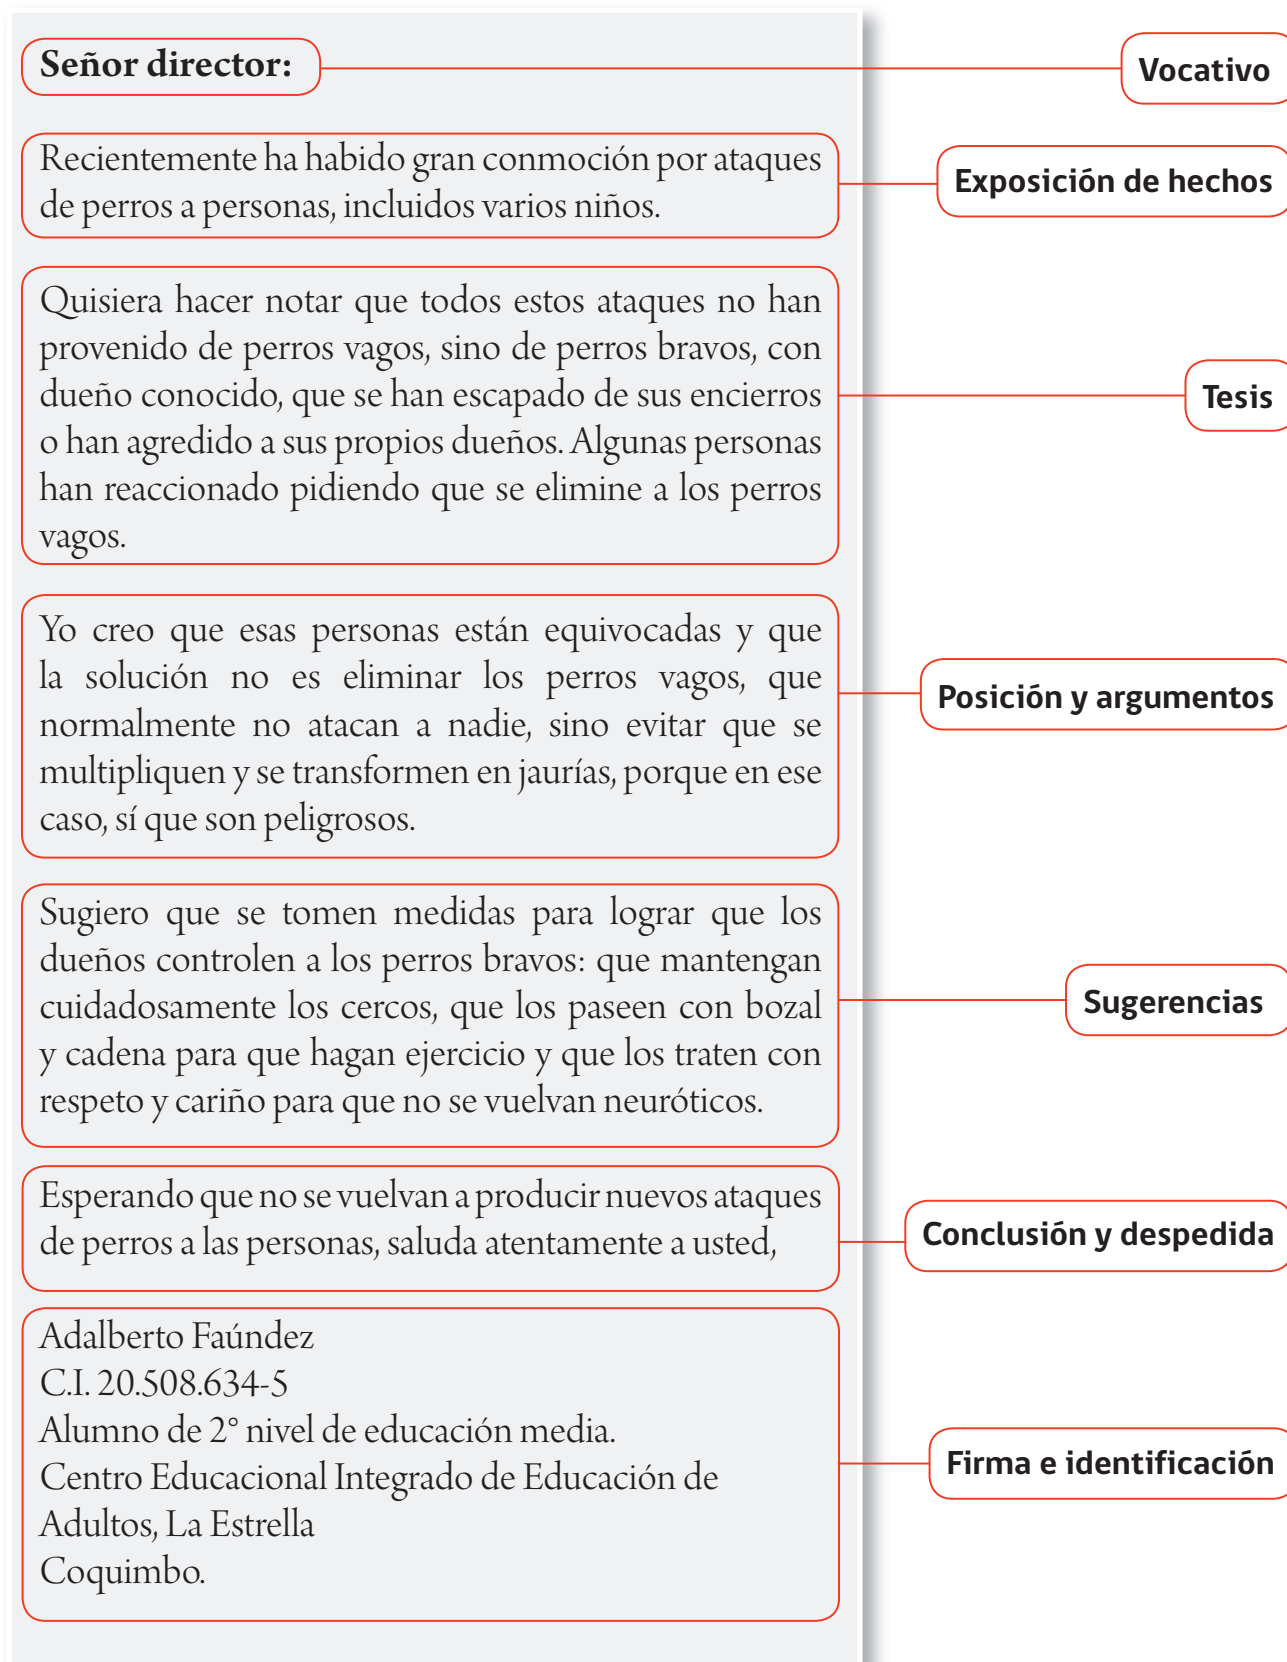 Señor director:
Vocativo
Recientemente ha habido gran conmoción por ataques
de perros a personas, incluidos varios niños.
Exposición de hechos
Quisiera hacer notar que todos estos ataques no han
provenido de perros vagos, sino de perros bravos, con
dueño conocido, que se han escapado de sus encierros
o han agredido a sus propios dueños. Algunas personas
han reaccionado pidiendo que se elimine a los perros
vagos.
Tesis
Yo creo que esas personas están equivocadas y que
la solución no es eliminar los perros vagos, que
normalmente no atacan a nadie, sino evitar que se
multipliquen y se transformen en jaurías, porque en ese
caso, sí que son peligrosos.
Posición y argumentos
Sugiero que se tomen medidas para lograr que los
dueños controlen a los perros bravos: que mantengan
cuidadosamente los cercos, que los paseen con bozal
y cadena para que hagan ejercicio y que los traten con
respeto y cariño para que no se vuelvan neuróticos.
Sugerencias
Esperando que no se vuelvan a producir nuevos ataques
de perros a las personas, saluda atentamente a usted,
Conclusión y despedida
Adalberto Faúndez
C.I. 20.508.634-5
Alumno de 2° nivel de educación media.
Centro Educacional Integrado de Educación de
Adultos, La Estrella
Coquimbo.
Firma e identificación